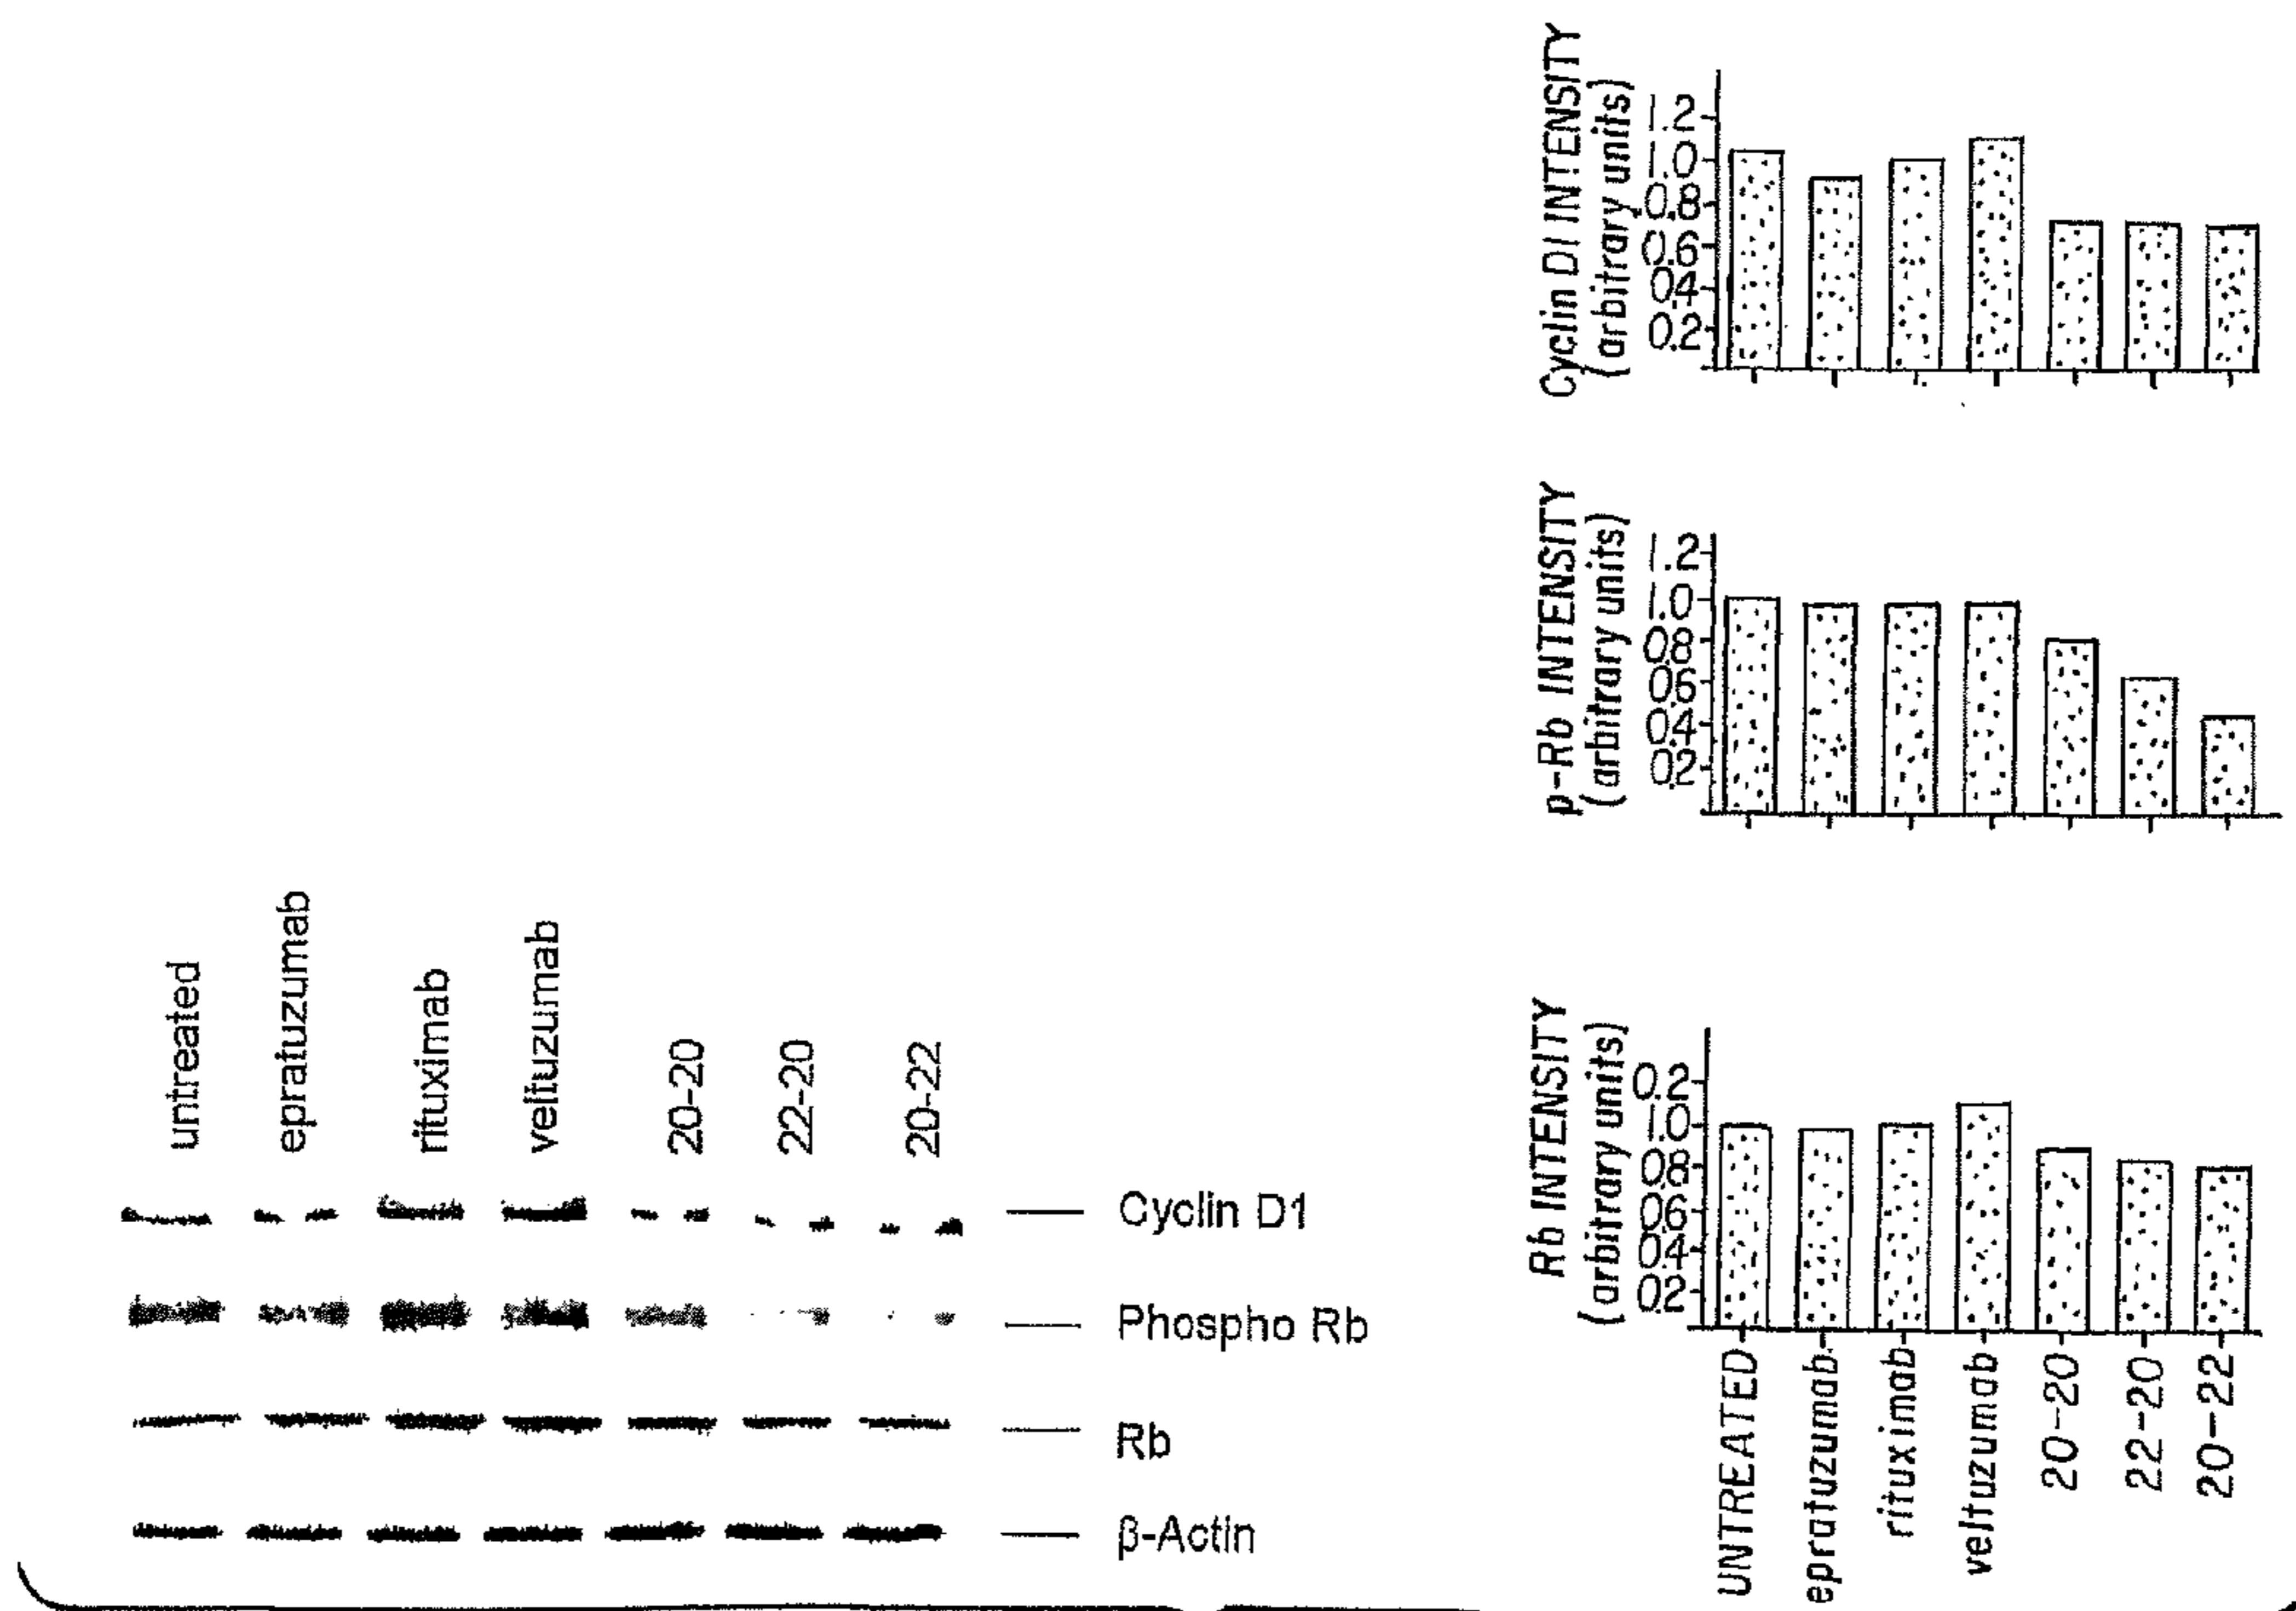 untreated
epratuzumab
rituximab
veltuzumab
20-20
22-20
20-22
Cyclin D1
Phospho Rb
Rb
β-Actin
Cyclin D1 INTENSITY
(arbitrary units)
1.2
1.0
0.8
0.6
0.4
0.2
p-Rb INTENSITY
(arbitrary units)
1.2
1.0
0.8
0.6
0.4
0.2
Rb INTENSITY
(arbitrary units)
0.2
1.0
0.8
0.6
0.4
0.2
UNTREATED
epratuzumab
rituximab
veltuzumab
20-20
22-20
20-22